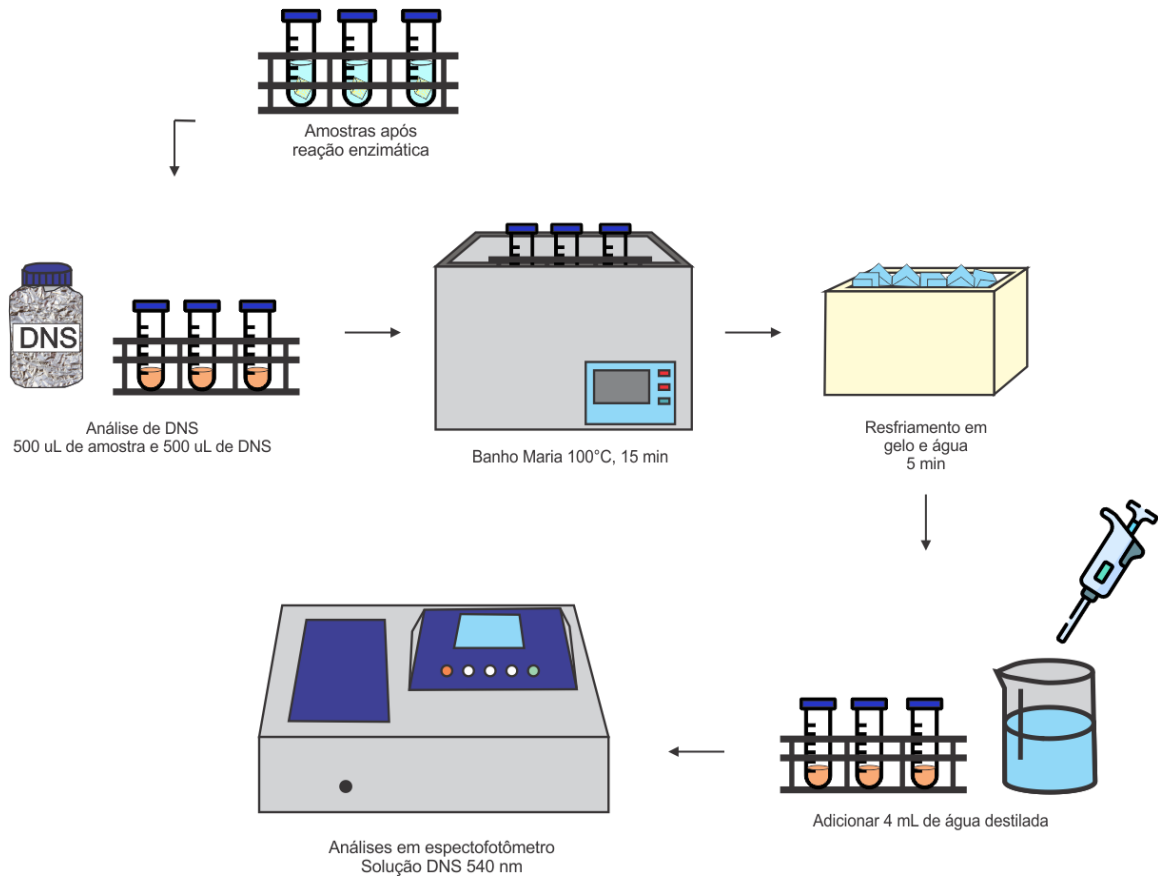 Amostras após
reação enzimática
DNS
Análise de DNS
500 uL de amostra e 500 uL de DNS
Banho Maria 100°C, 15 min
Resfriamento em
gelo e água
5 min
Adicionar 4 mL de água destilada
Análises em espectofotômetro
Solução DNS 540 nm